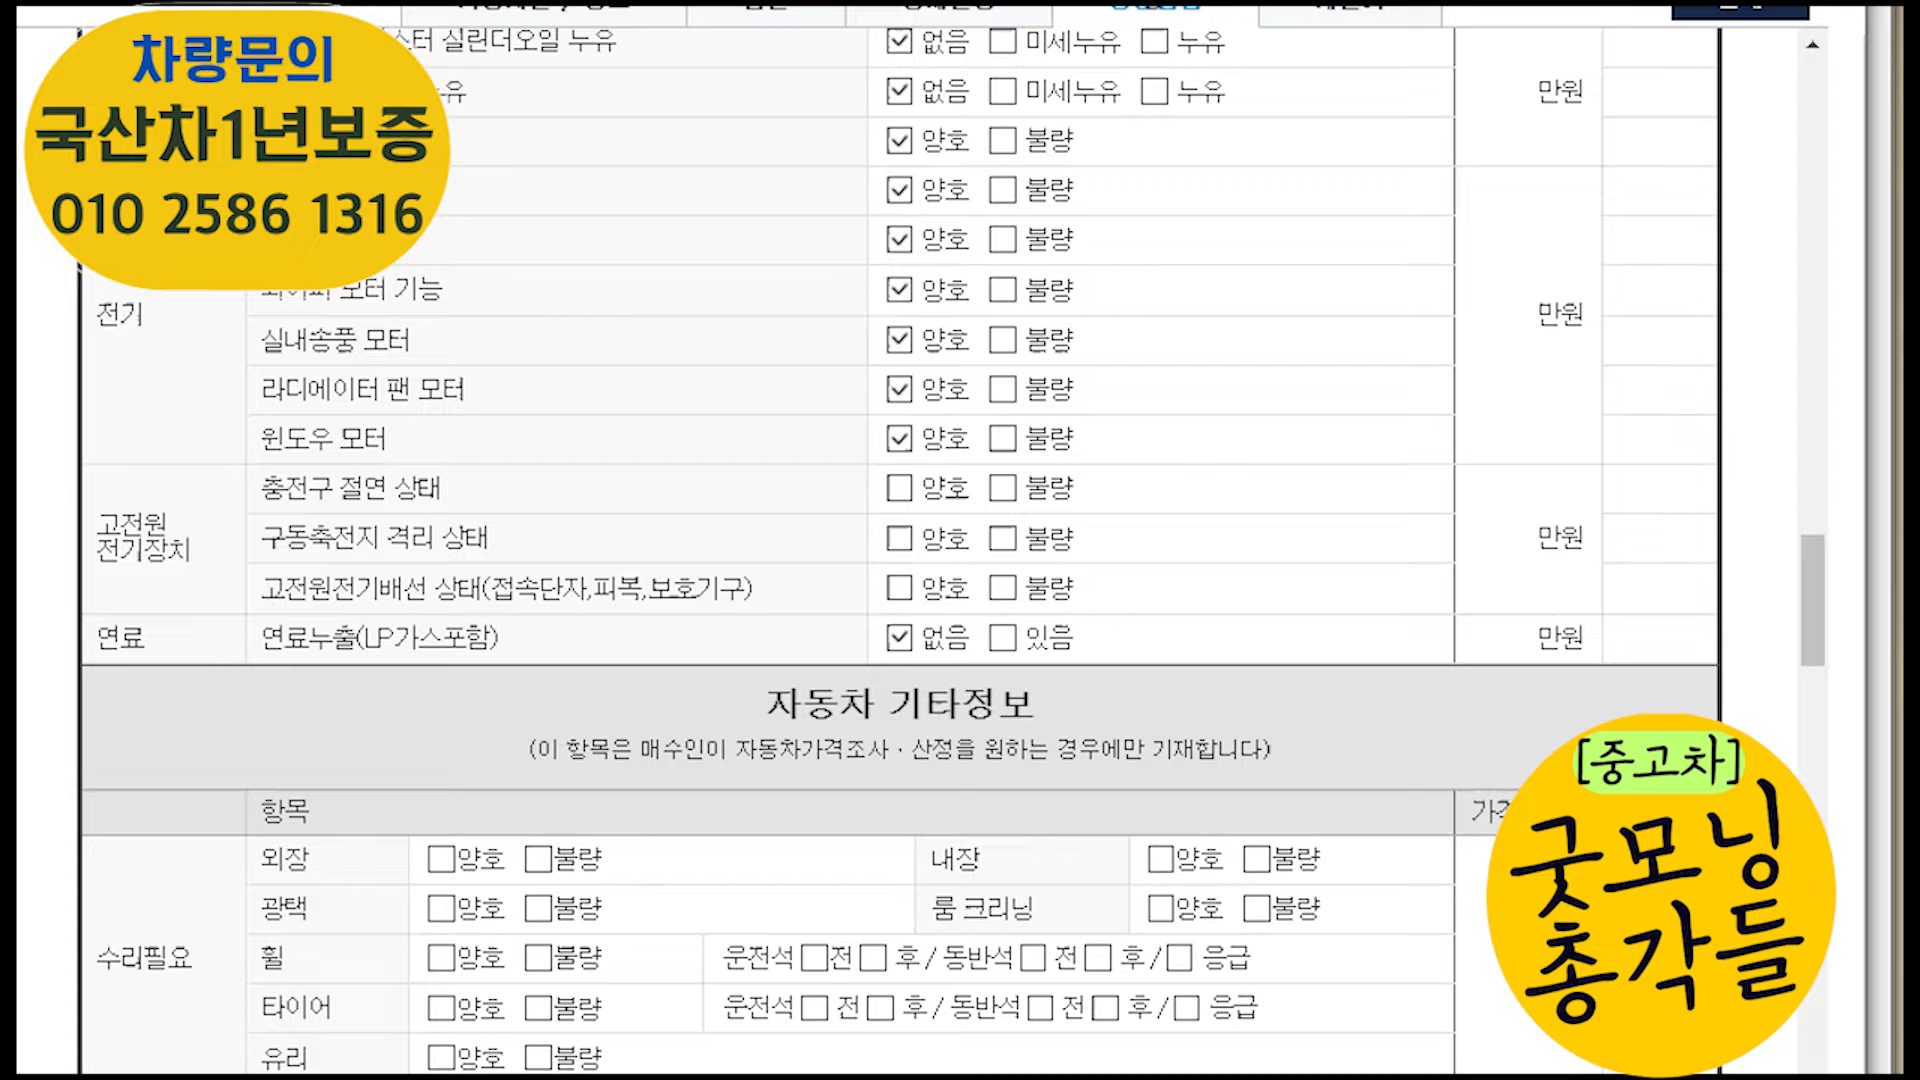 차량문의
국산차1년보증
010 2586 1316
실린더오일 누유
없음 미세누유 누유
없음 미세누유 누유
만원
양호 불량
양호 불량
양호 불량
전기
모터 기능 양호 불량
만원
실내송풍 모터 양호 불량
라디에이터 팬 모터 양호 불량
윈도우 모터 양호 불량
고전원
전기장치
충전구 절연 상태 양호 불량
구동축전지 격리 상태 양호 불량 만원
고전원전기배선 상태(접속단자,피복,보호기구) 양호 불량
연료 연료누출(LP가스포함) 없음 있음 만원
자동차 기타정보
(이 항목은 매수인이 자동차가격조사 · 산정을 원하는 경우에만 기재합니다)
항목
수리필요
외장 양호 불량 내장 양호 불량
광택 양호 불량 룸 크리닝 양호 불량
휠 양호 불량 운전석 전 후 / 동반석 전 후 / 응급
타이어 양호 불량 운전석 전 후 / 동반석 전 후 / 응급
유리 양호 불량
[중고차]
굿모닝
총각들